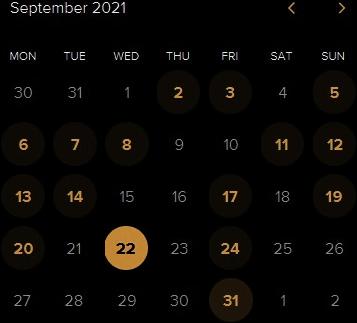 September 2021
MON TUE WED THU FRI SAT SUN
30 31 1 2 3 4 5
6 7 8 9 10 11 12
13 14 15 16 17 18 19
20 21 22 23 24 25 26
27 28 29 30 31 1 2